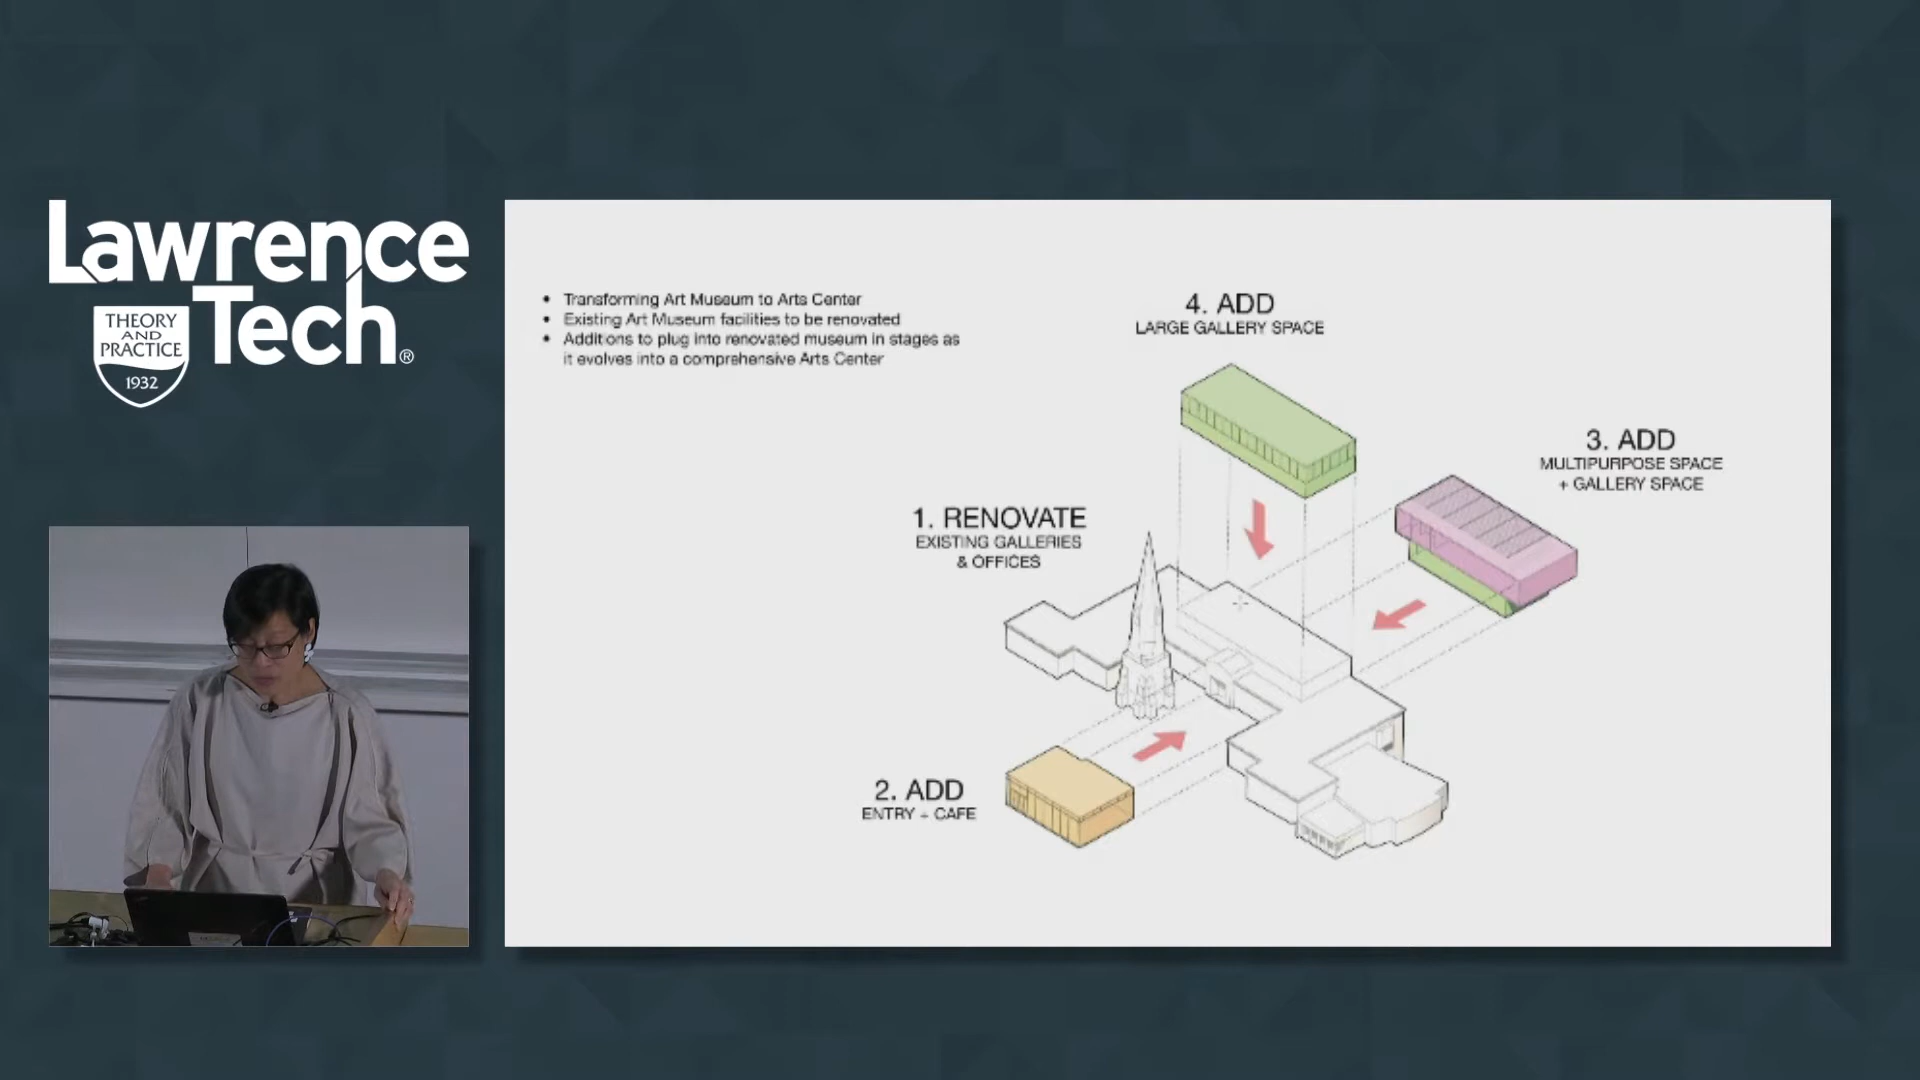 Lawrence
Tech®
THEORY
AND
PRACTICE
1932
• Transforming Art Museum to Arts Center
• Existing Art Museum facilities to be renovated
• Additions to plug into renovated museum in stages as
it evolves into a comprehensive Arts Center
4. ADD
LARGE GALLERY SPACE
3. ADD
MULTIPURPOSE SPACE
+ GALLERY SPACE
1. RENOVATE
EXISTING GALLERIES
& OFFICES
2. ADD
ENTRY + CAFE